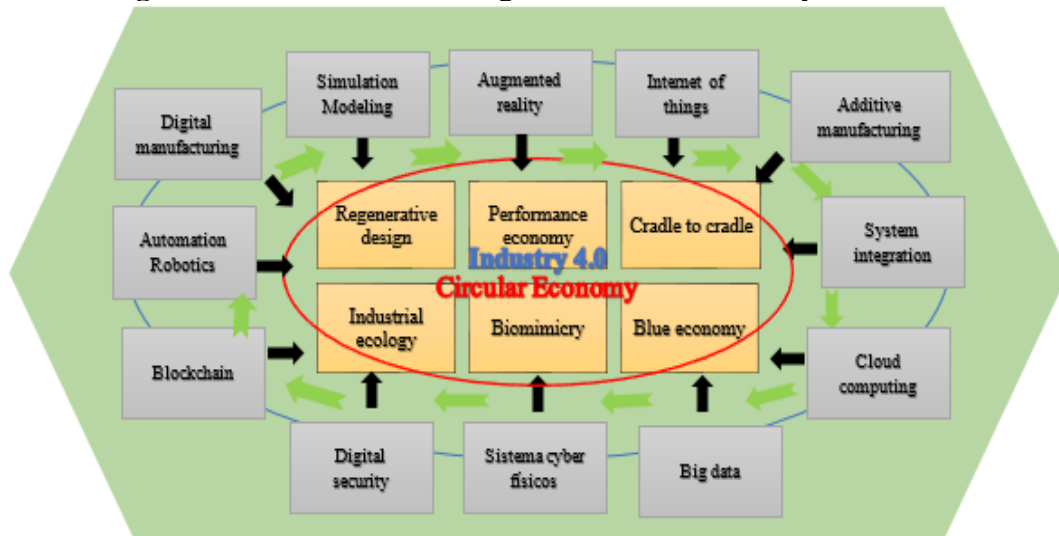 Simulation
Modeling
Augmented
reality
Internet of
things
Additive
manufacturing
Digital
manufacturing
Regenerative
design
Performance
economy
Cradle to cradle
Automation
Robotics
System
integration
Industry 4.0
Circular Economy
Industrial
ecology
Biomimicry
Blue economy
Blockchain
Cloud
computing
Digital
security
Sistema cyber
físicos
Big data